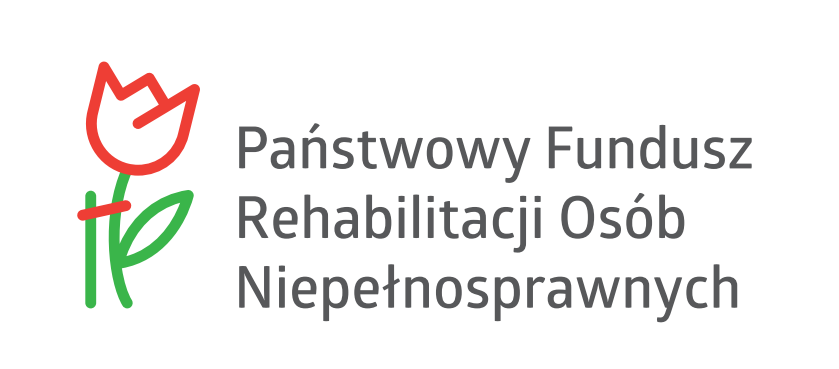 Państwowy Fundusz
Rehabilitacji Osób
Niepełnosprawnych